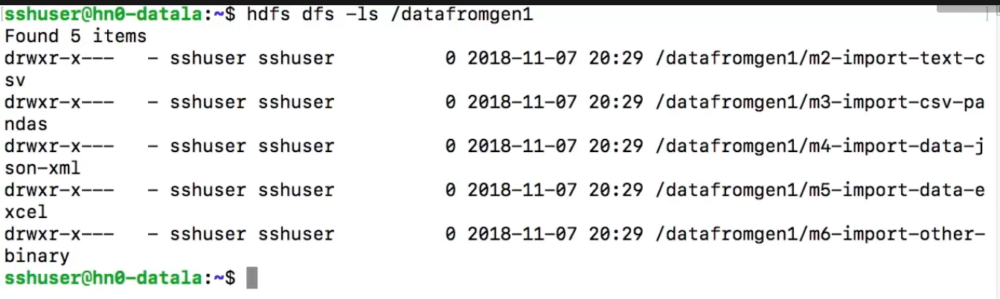 sshuser@hn0-datala:~$ hdfs dfs -ls /datafromgen1
Found 5 items
drwxr-x---   - sshuser sshuser          0 2018-11-07 20:29 /datafromgen1/m2-import-text-c
sv
drwxr-x---   - sshuser sshuser          0 2018-11-07 20:29 /datafromgen1/m3-import-csv-pa
ndas
drwxr-x---   - sshuser sshuser          0 2018-11-07 20:29 /datafromgen1/m4-import-data-j
son-xml
drwxr-x---   - sshuser sshuser          0 2018-11-07 20:29 /datafromgen1/m5-import-data-e
xcel
drwxr-x---   - sshuser sshuser          0 2018-11-07 20:29 /datafromgen1/m6-import-other-
binary
sshuser@hn0-datala:~$